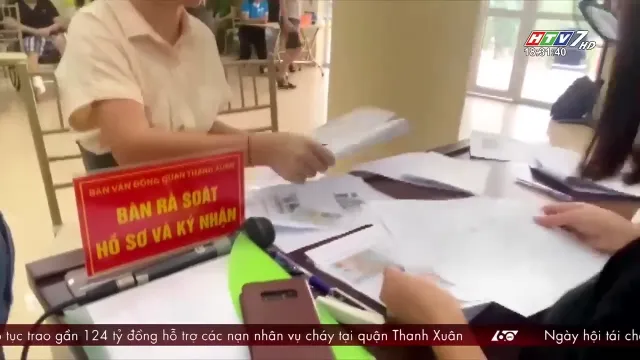 HTV7 HD
18:31:40
BAN VẬN ĐỘNG QUẬN THANH XUÂN
BÀN RÀ SOÁT
HỒ SƠ VÀ KÝ NHẬN
tục trao gần 124 tỷ đồng hỗ trợ các nạn nhân vụ cháy tại quận Thanh Xuân
60
Ngày hội tái ch